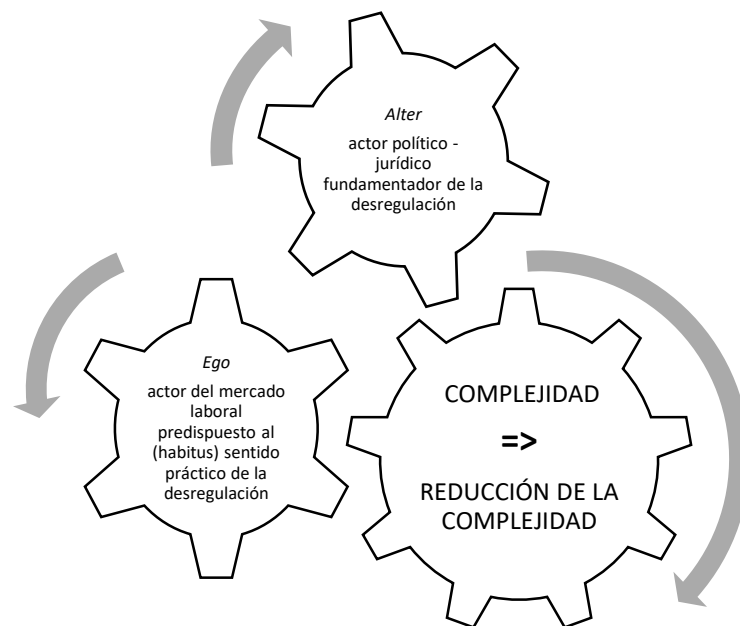 Alter
actor político -
jurídico
fundamentador de la
desregulación
Ego
actor del mercado
laboral
predispuesto al
(habitus) sentido
práctico de la
desregulación
COMPLEJIDAD
=>
REDUCCIÓN DE LA
COMPLEJIDAD